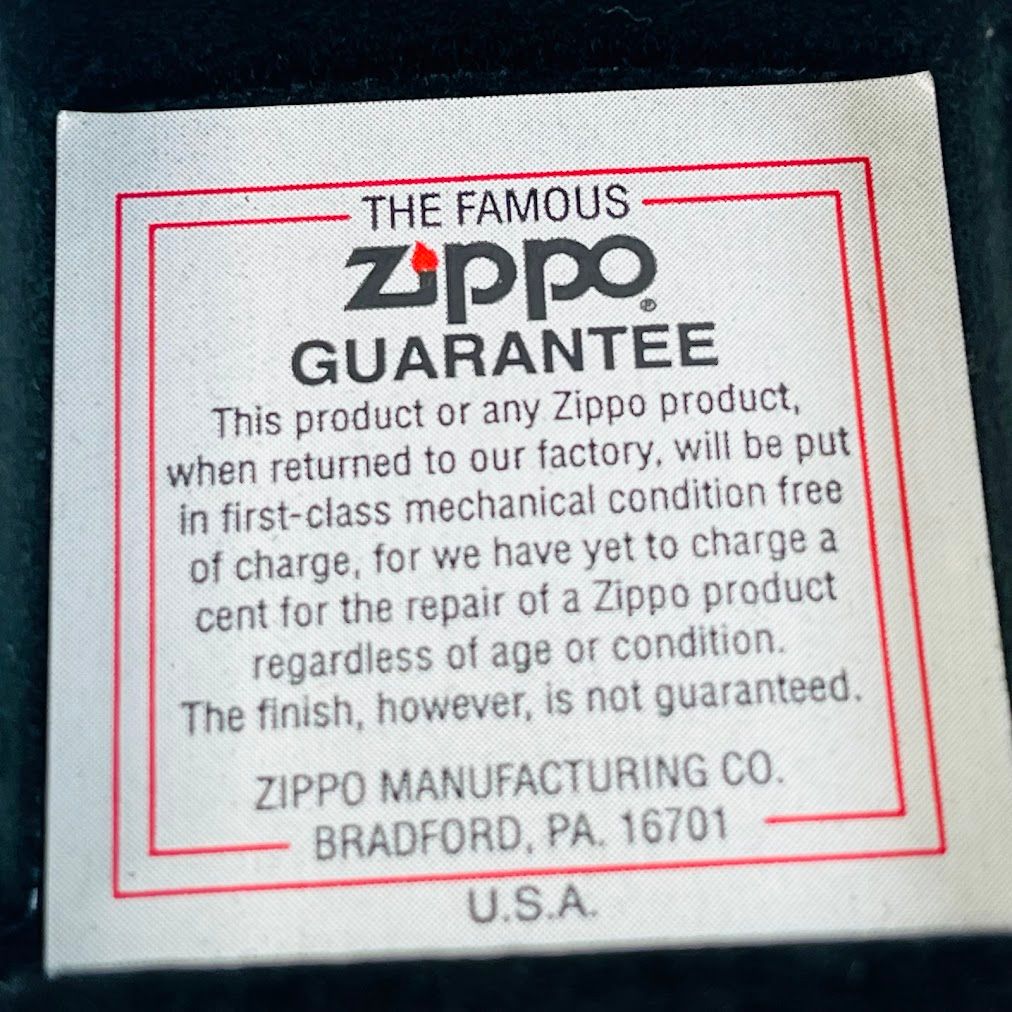 THE FAMOUS
Zippo®
GUARANTEE
This product or any Zippo product,
when returned to our factory, will be put
in first-class mechanical condition free
of charge, for we have yet to charge a
cent for the repair of a Zippo product
regardless of age or condition.
The finish, however, is not guaranteed.
ZIPPO MANUFACTURING CO.
BRADFORD, PA. 16701
U.S.A.